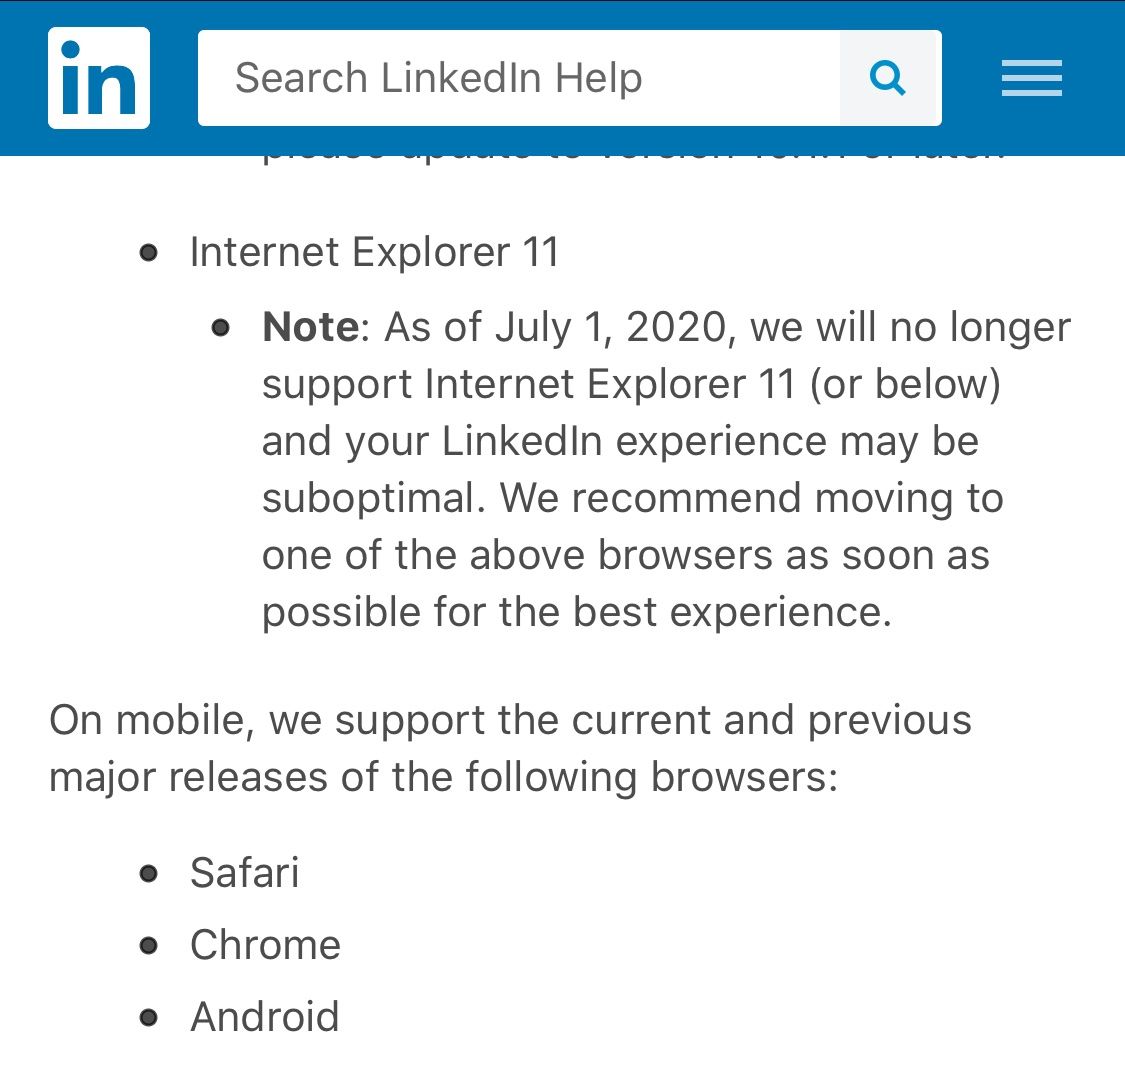 in
Search LinkedIn Help
Internet Explorer 11
Note: As of July 1, 2020, we will no longer
support Internet Explorer 11 (or below)
and your LinkedIn experience may be
suboptimal. We recommend moving to
one of the above browsers as soon as
possible for the best experience.
On mobile, we support the current and previous
major releases of the following browsers:
Safari
Chrome
Android